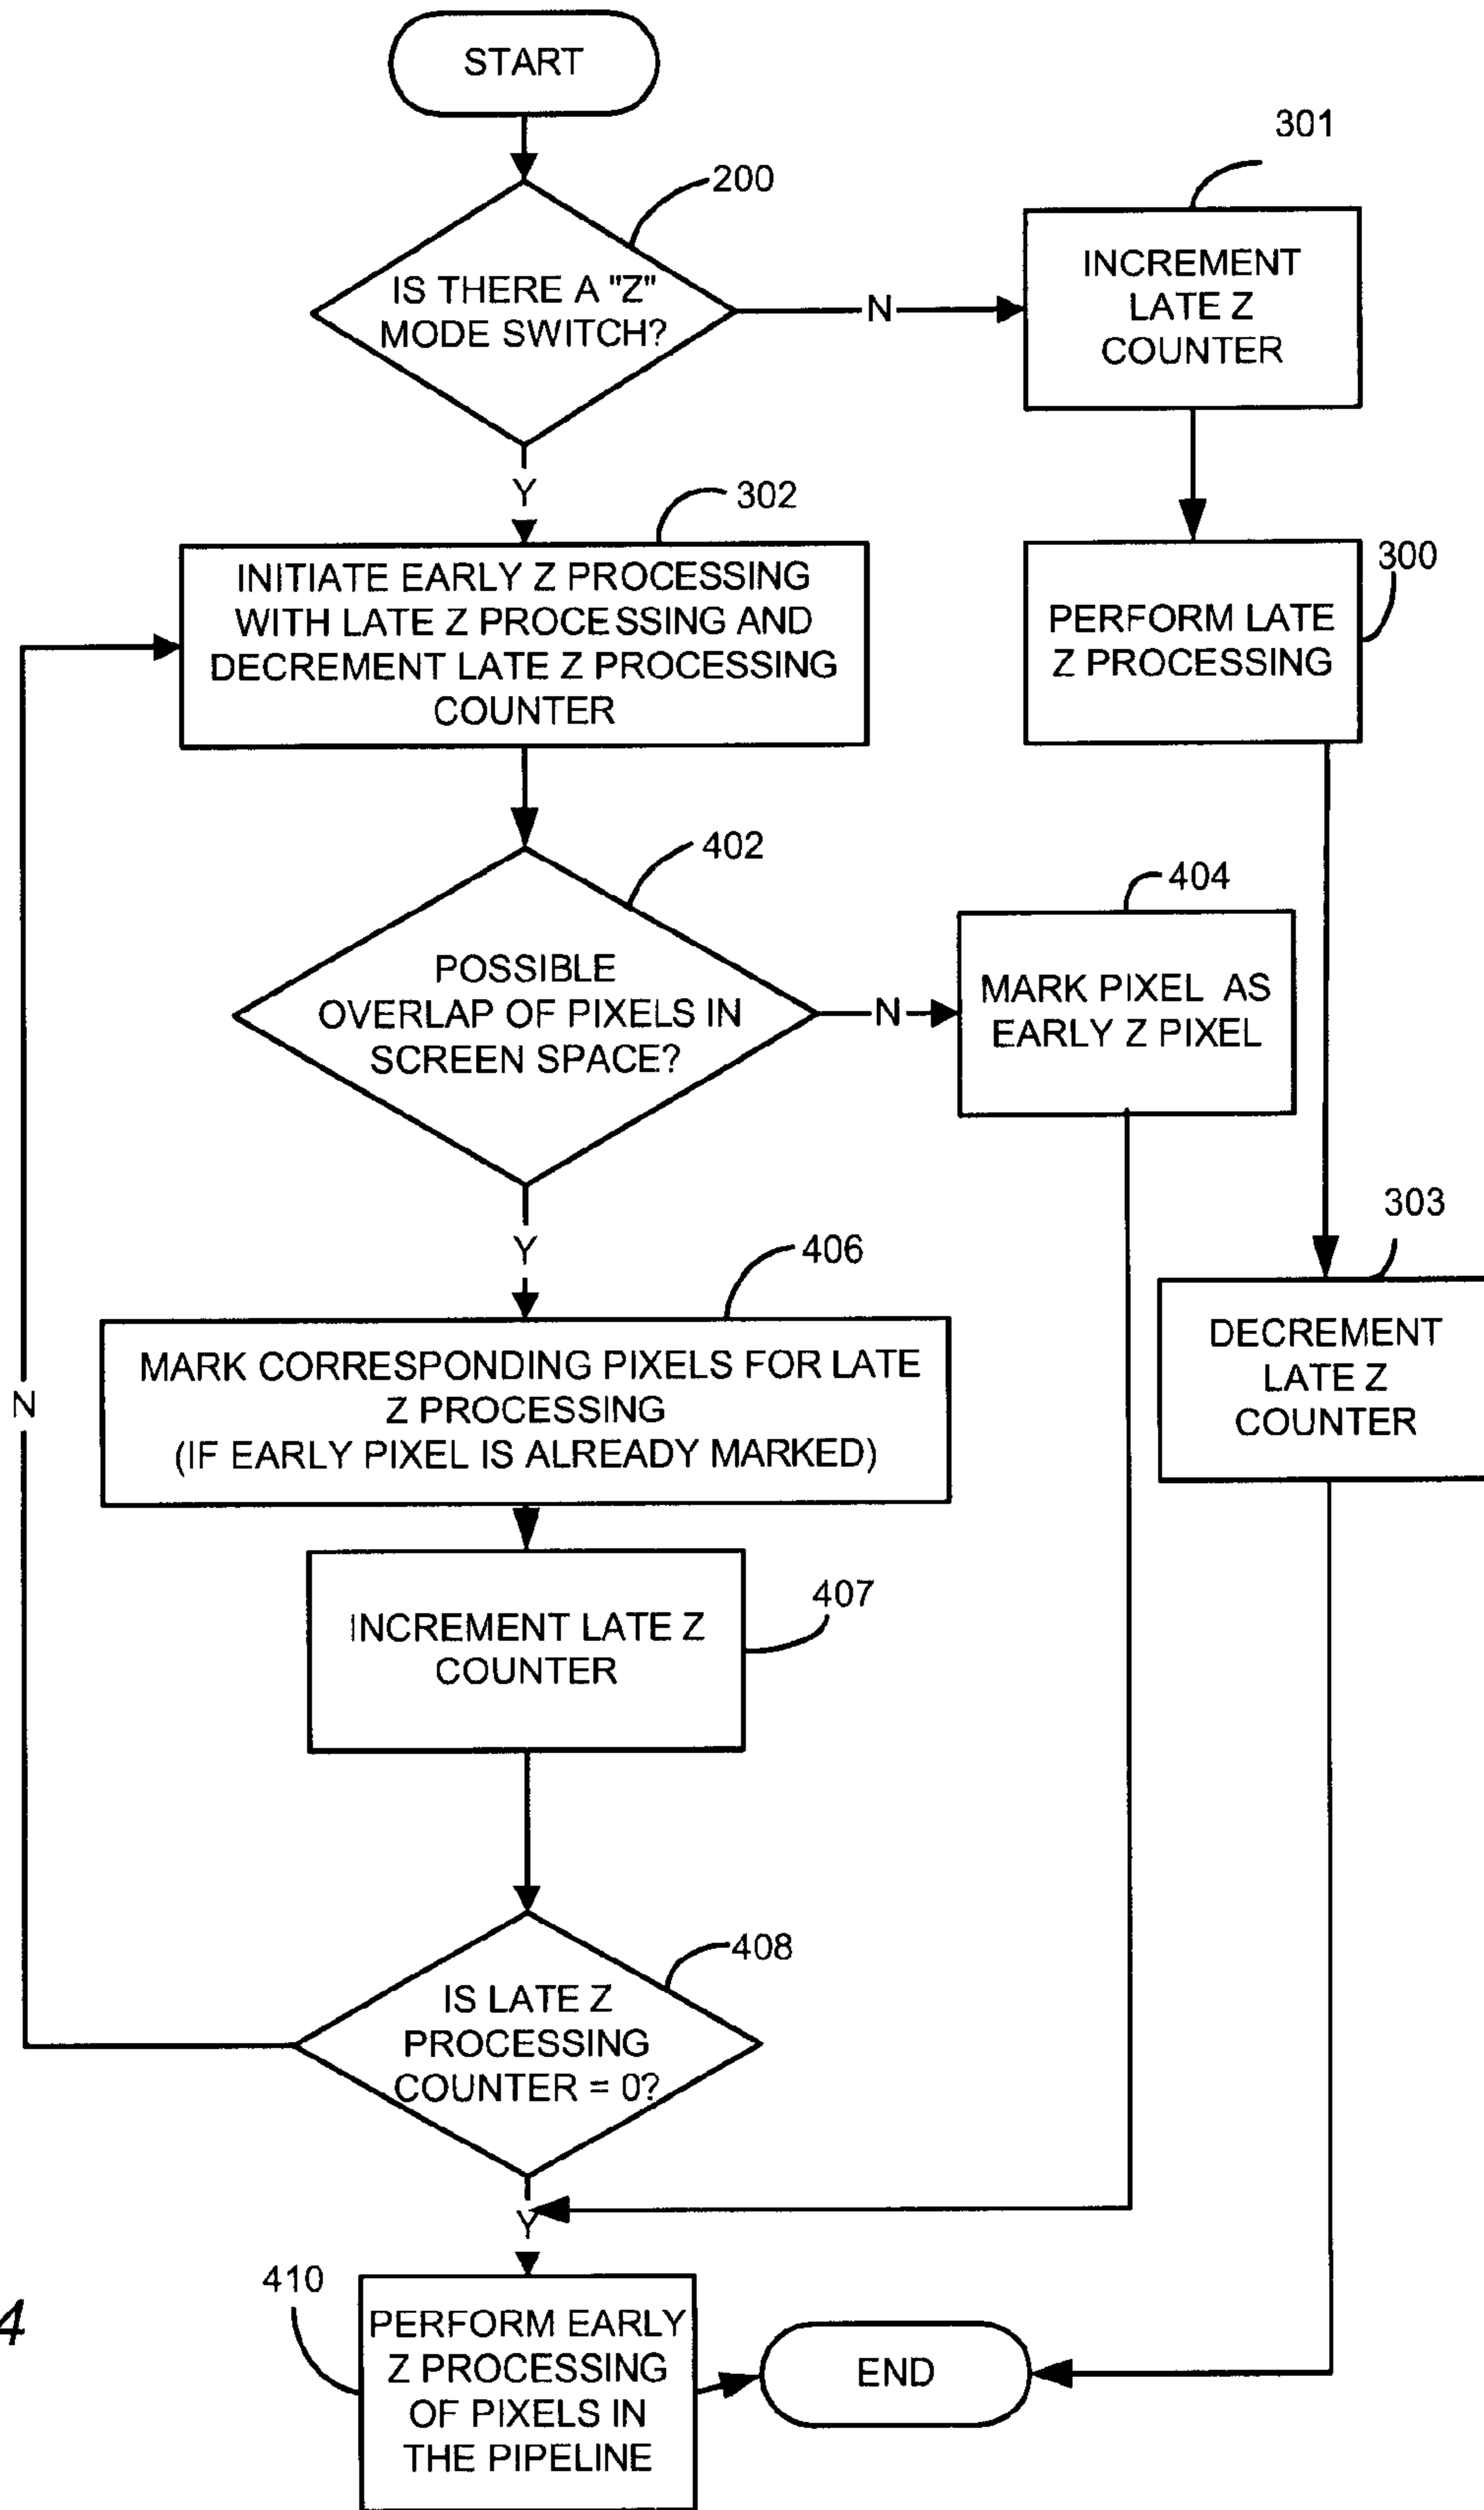 START
200
301
IS THERE A "Z"
MODE SWITCH?
N
INCREMENT
LATE Z
COUNTER
Y
302
INITIATE EARLY Z PROCESSING
WITH LATE Z PROCESSING AND
DECREMENT LATE Z PROCESSING
COUNTER
300
PERFORM LATE
Z PROCESSING
402
POSSIBLE
OVERLAP OF PIXELS IN
SCREEN SPACE?
N
404
MARK PIXEL AS
EARLY Z PIXEL
Y
406
303
MARK CORRESPONDING PIXELS FOR LATE
Z PROCESSING
(IF EARLY PIXEL IS ALREADY MARKED)
DECREMENT
LATE Z
COUNTER
N
407
INCREMENT LATE Z
COUNTER
408
IS LATE Z
PROCESSING
COUNTER = 0?
Y
410
PERFORM EARLY
Z PROCESSING
OF PIXELS IN
THE PIPELINE
END
4